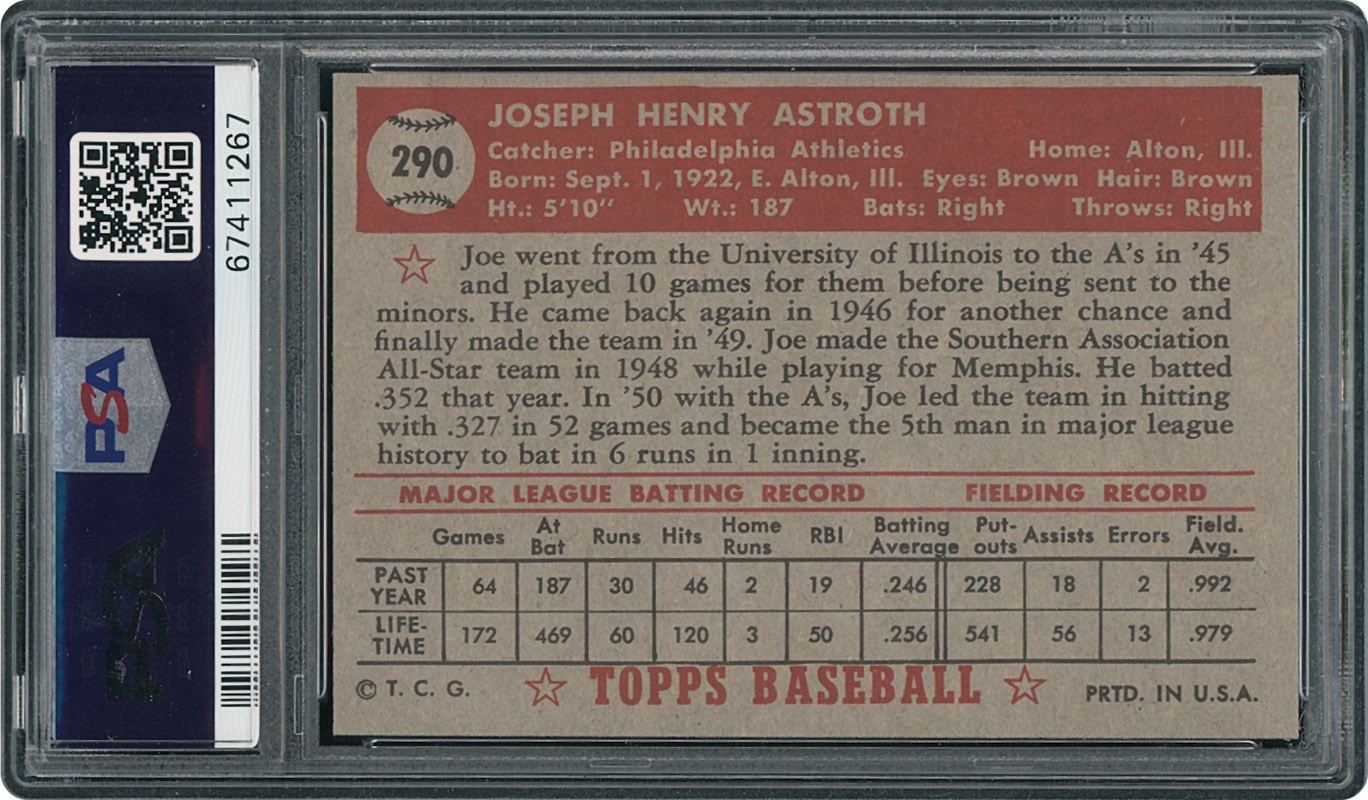 67411267
PSA
PSA
290
JOSEPH HENRY ASTROTH
Catcher: Philadelphia Athletics Home: Alton, Ill.
Born: Sept. 1, 1922, E. Alton, Ill. Eyes: Brown Hair: Brown
Ht.: 5'10" Wt.: 187 Bats: Right Throws: Right
Joe went from the University of Illinois to the A's in '45
and played 10 games for them before being sent to the
minors. He came back again in 1946 for another chance and
finally made the team in '49. Joe made the Southern Association
All-Star team in 1948 while playing for Memphis. He batted
.352 that year. In '50 with the A's, Joe led the team in hitting
with .327 in 52 games and became the 5th man in major league
history to bat in 6 runs in 1 inning.
MAJOR LEAGUE BATTING RECORD FIELDING RECORD
Games At Bat Runs Hits Home Runs RBI Batting Average Put-outs Assists Errors Field. Avg.
PAST YEAR 64 187 30 46 2 19 .246 228 18 2 .992
LIFE-TIME 172 469 60 120 3 50 .256 541 56 13 .979
© T. C. G. TOPPS BASEBALL PRTD. IN U.S.A.